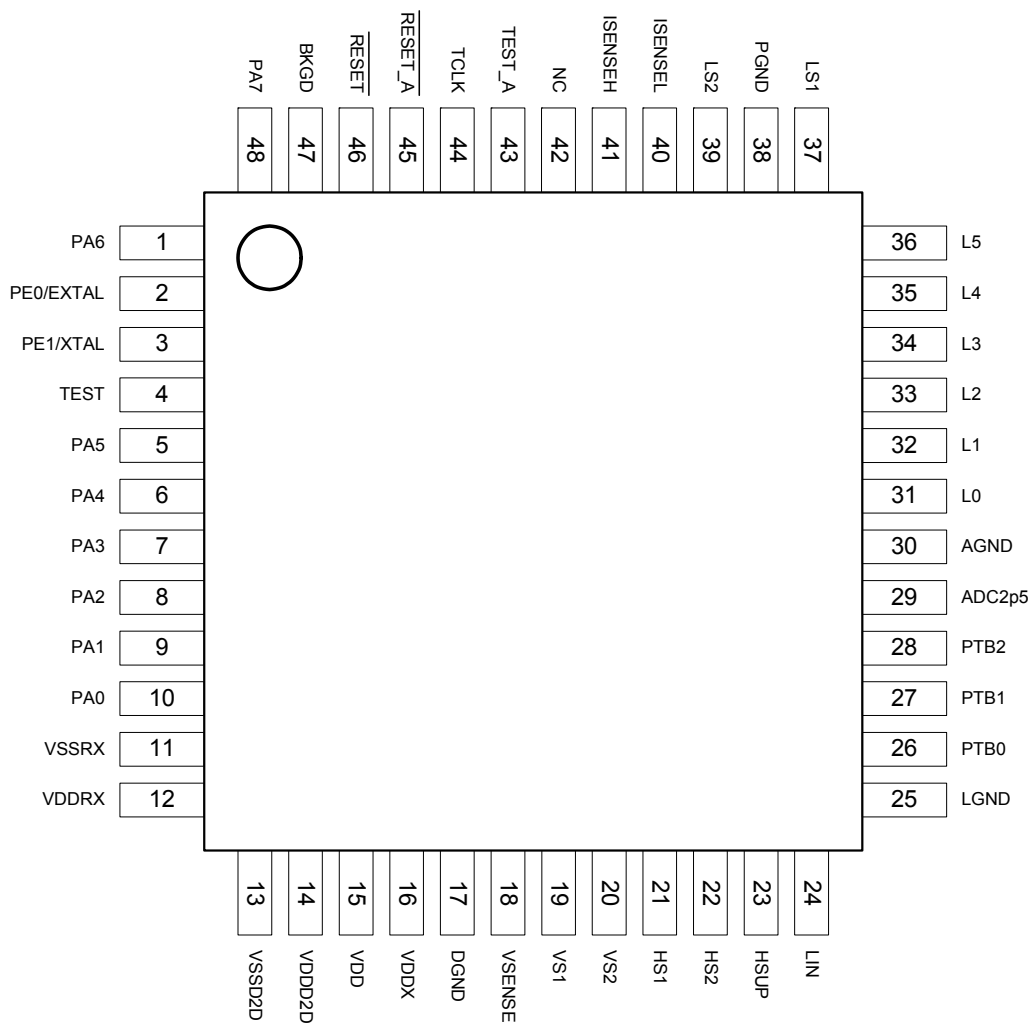 PA7
BKGD
RESET
RESET_A
TCLK
TEST_A
NC
ISENSEH
ISENSEL
LS2
PGND
LS1
48
47
46
45
44
43
42
41
40
39
38
37
PA6 1
PE0/EXTAL 2
PE1/XTAL 3
TEST 4
PA5 5
PA4 6
PA3 7
PA2 8
PA1 9
PA0 10
VSSRX 11
VDDRX 12
36 L5
35 L4
34 L3
33 L2
32 L1
31 L0
30 AGND
29 ADC2p5
28 PTB2
27 PTB1
26 PTB0
25 LGND
13
14
15
16
17
18
19
20
21
22
23
24
VSSD2D
VDDD2D
VDD
VDDX
DGND
VSENSE
VS1
VS2
HS1
HS2
HSUP
LIN